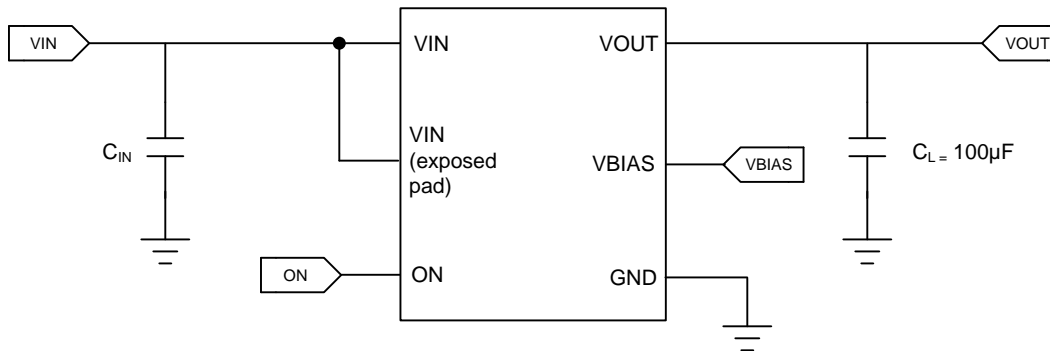 VIN
VIN
VOUT
VOUT
VIN
(exposed
pad)
CIN
VBIAS
VBIAS
CL = 100µF
ON
ON
GND